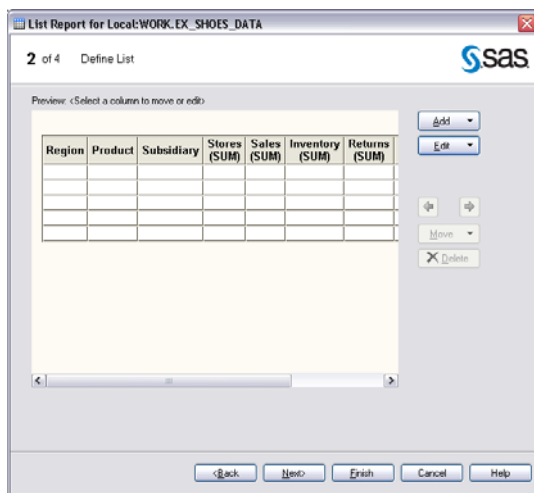 List Report for Local:WORK.EX_SHOES_DATA
2 of 4 Define List
sas
Preview: <Select a column to move or edit>
Add
Region Product Subsidiary Stores (SUM) Sales (SUM) Inventory (SUM) Returns (SUM)
Edit
Move
Delete
<Back Next> Finish Cancel Help